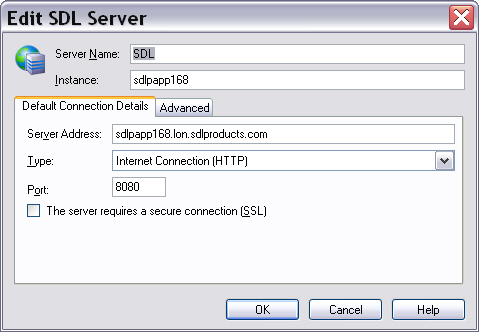 Edit SDL Server
Server Name: SDL
Instance: sdlpapp168
Default Connection Details Advanced
Server Address: sdlpapp168.lon.sdlproducts.com
Type: Internet Connection (HTTP)
Port: 8080
The server requires a secure connection (SSL)
OK Cancel Help